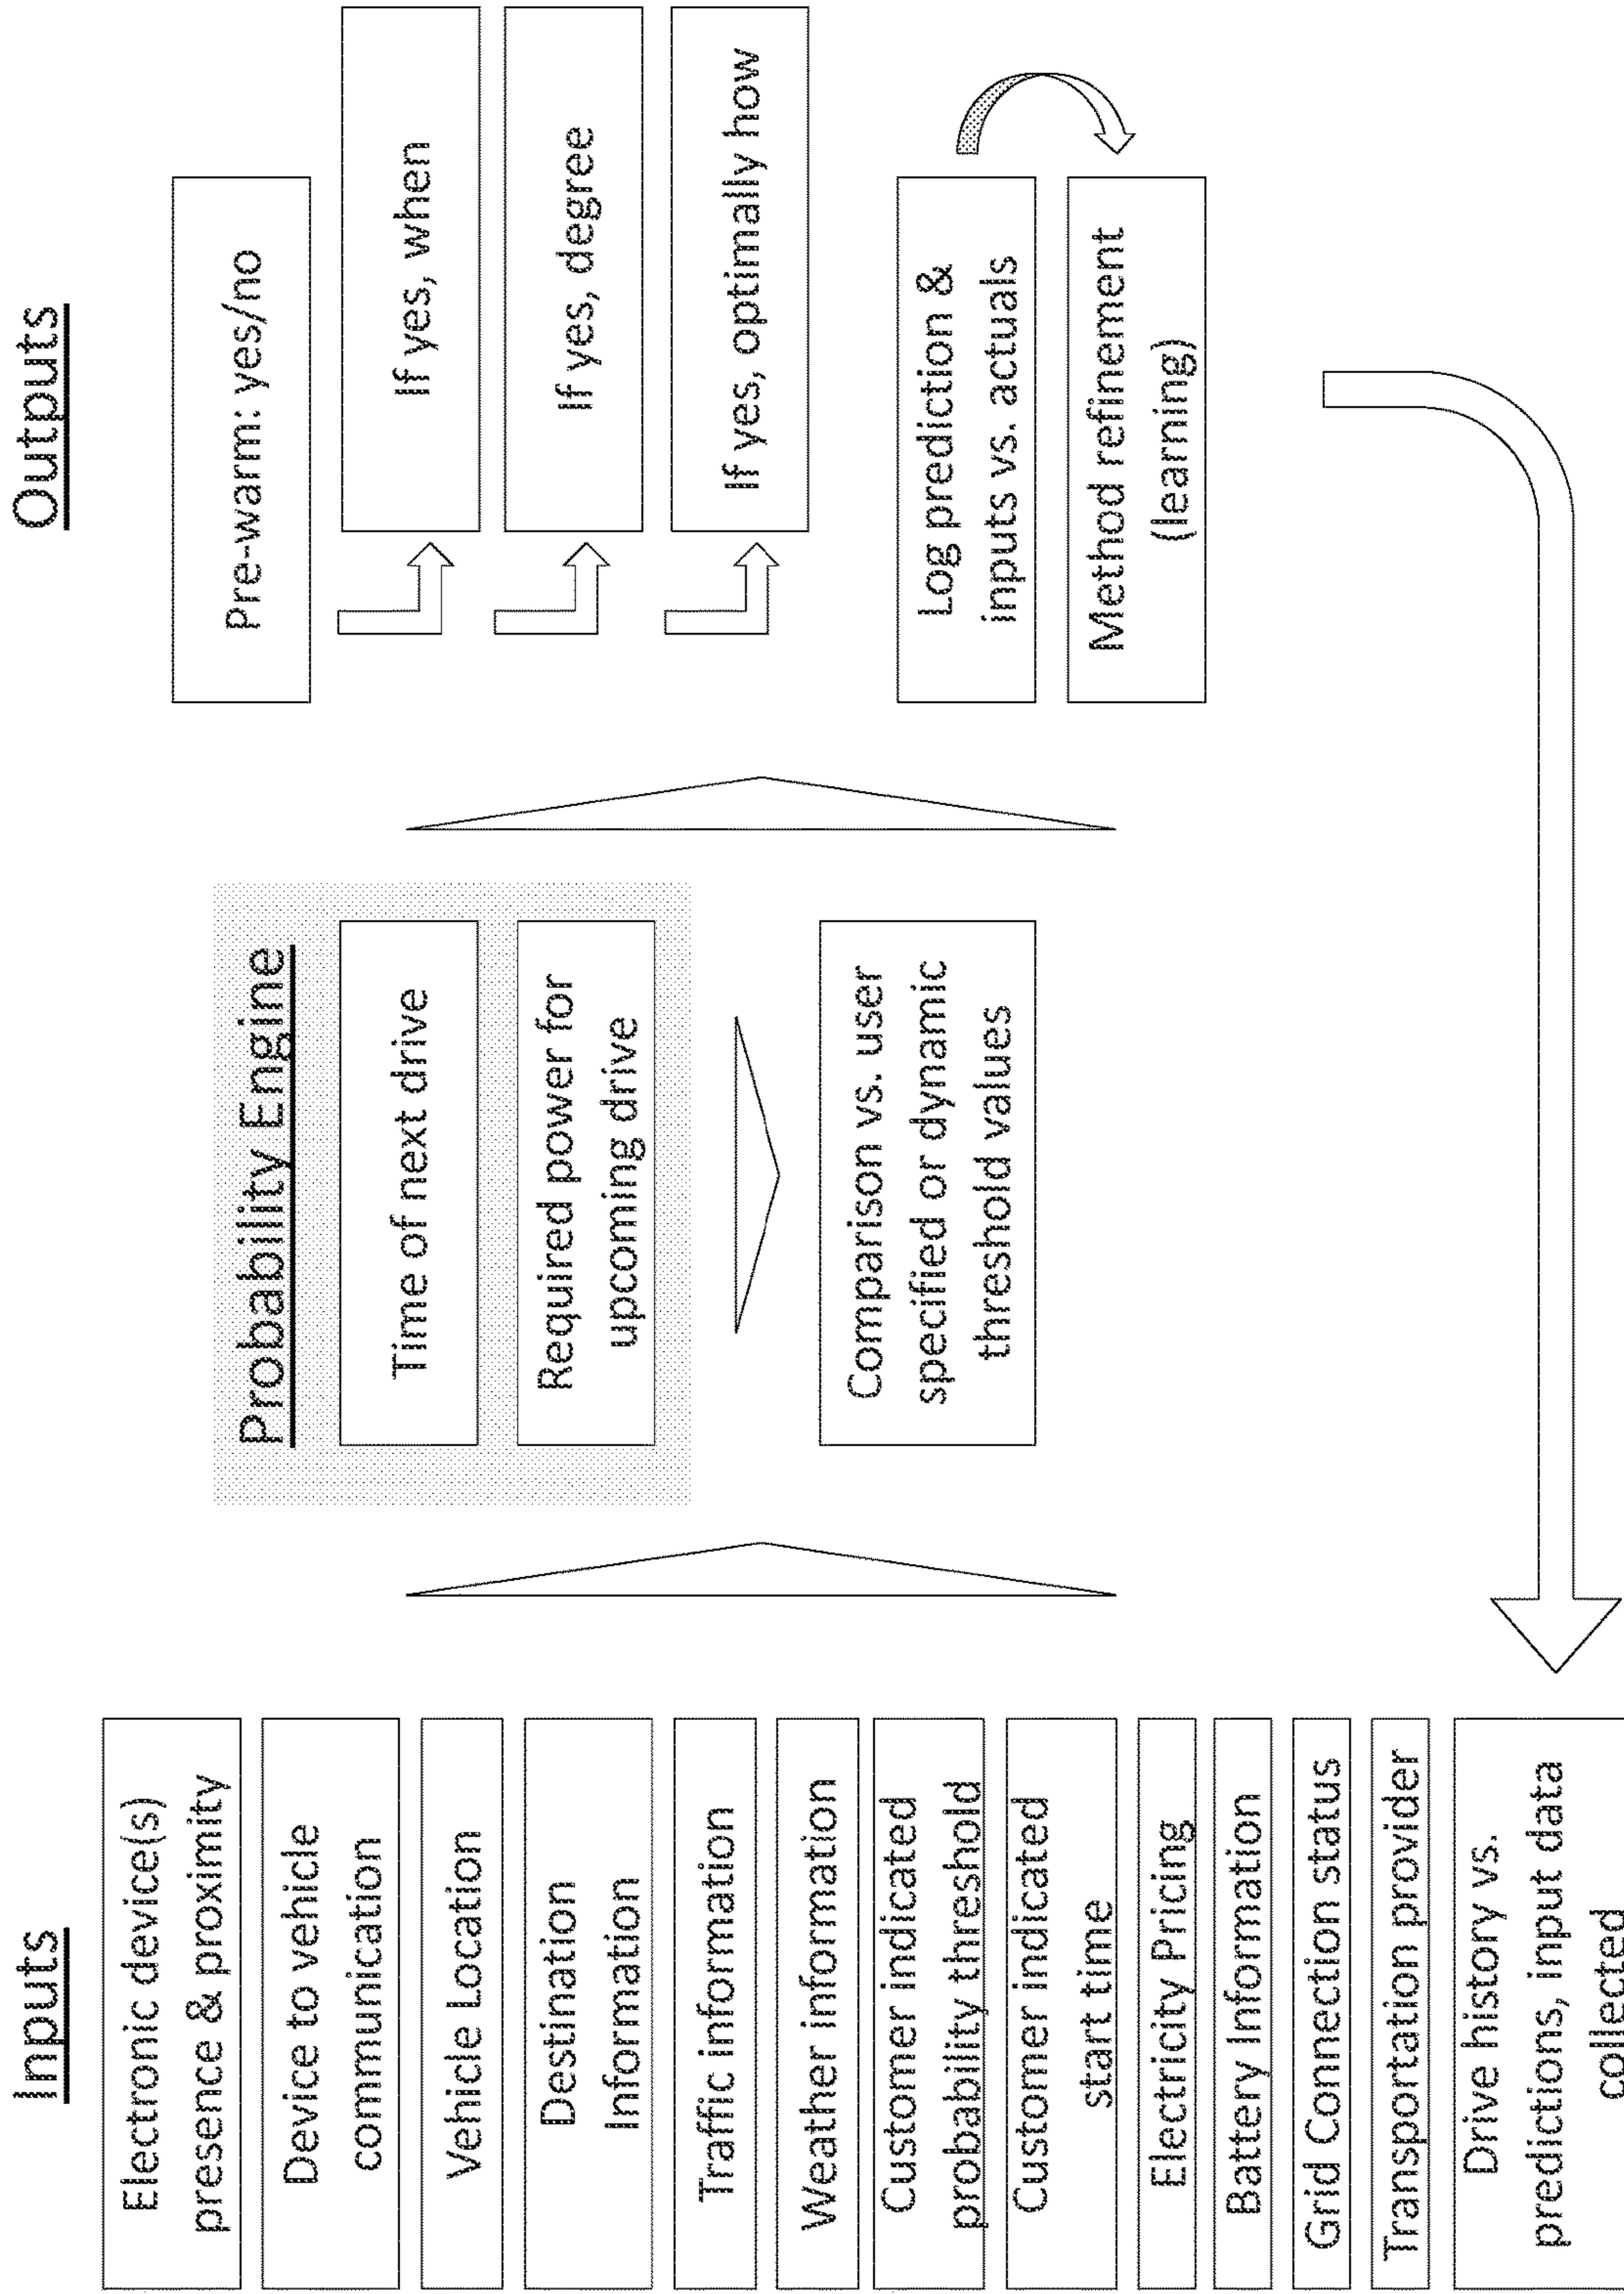 Inputs
Electronic device(s)
presence & proximity
Device to vehicle
communication
Vehicle Location
Destination
Information
Traffic information
Weather information
Customer indicated
probability threshold
Customer indicated
start time
Electricity Pricing
Battery Information
Grid Connection status
Transportation provider
Drive history vs.
predictions, input data
collected
Probability Engine
Time of next drive
Required power for
upcoming drive
Comparison vs. user
specified or dynamic
threshold values
Outputs
Pre-warm: yes/no
If yes, when
If yes, degree
If yes, optimally how
Log prediction &
inputs vs. actuals
Method refinement
(learning)